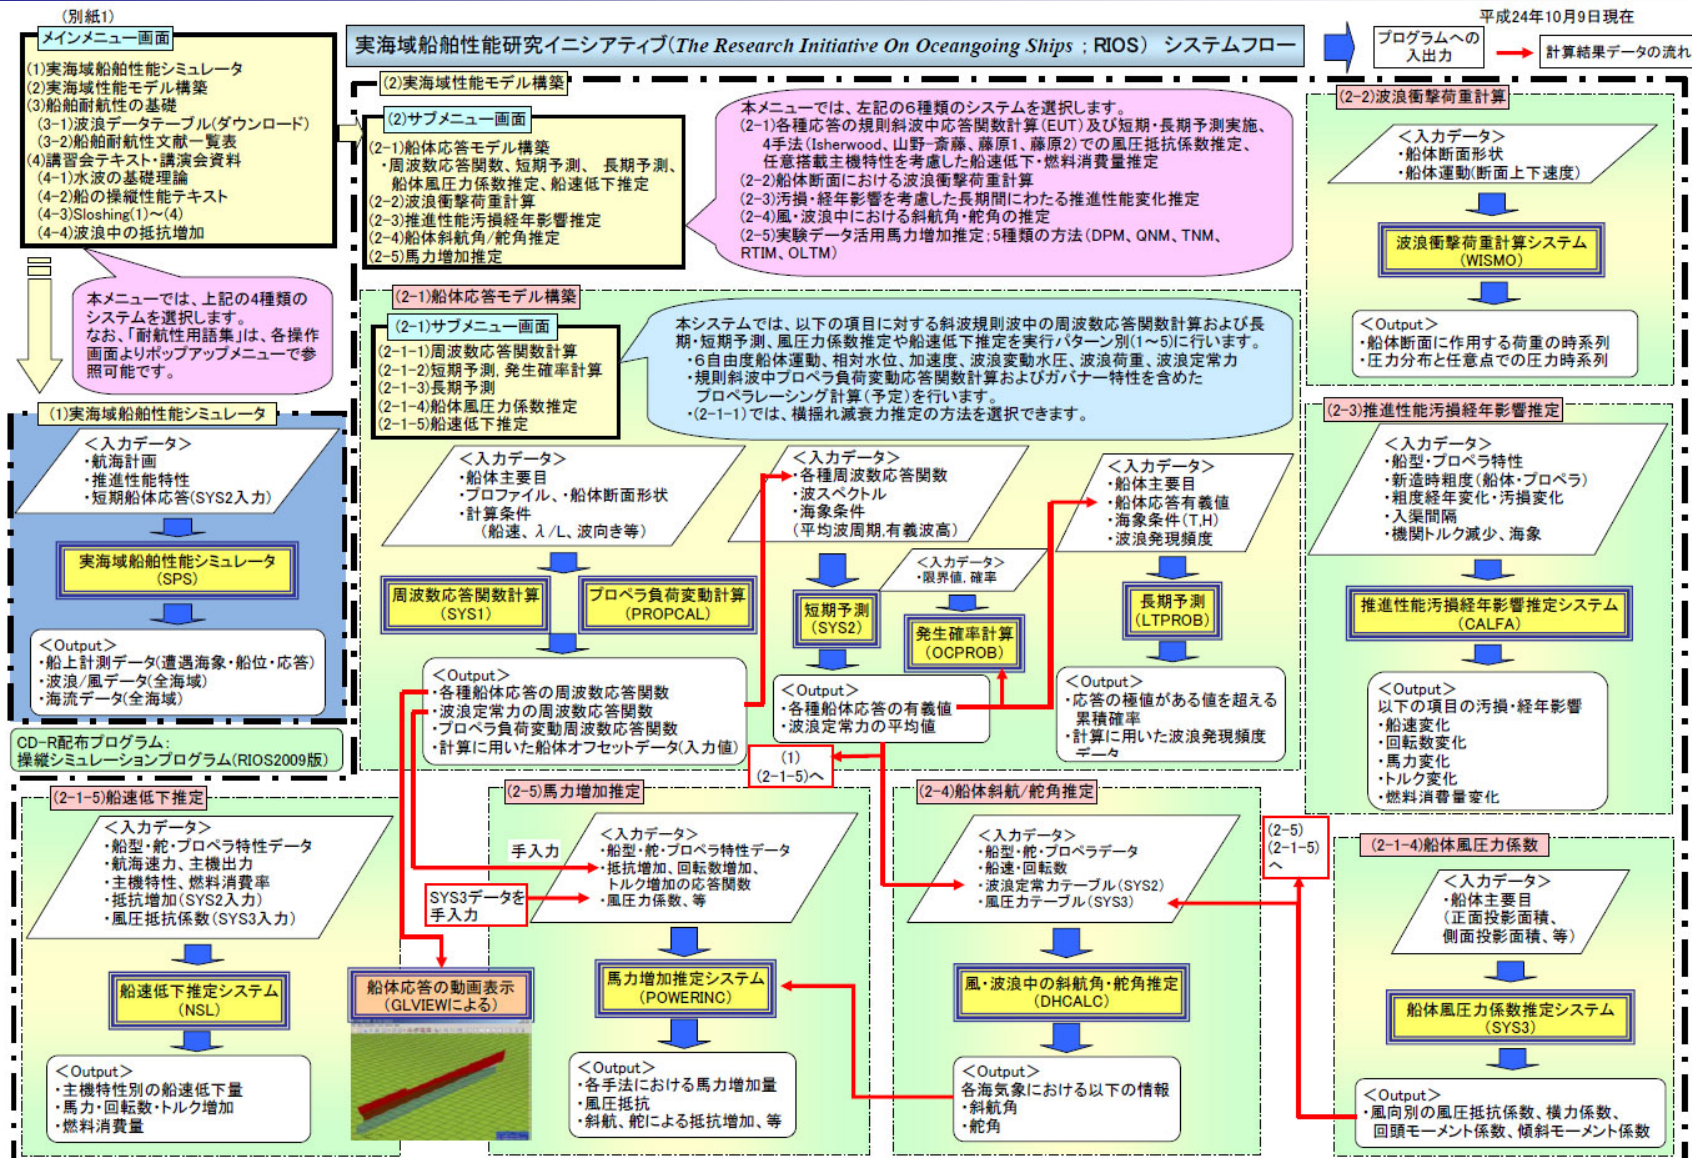 (別紙1)
平成24年10月9日現在
実海域船舶性能研究イニシアティブ(The Research Initiative On Oceangoing Ships ; RIOS) システムフロー
プログラムへの
入出力
計算結果データの流れ
メインメニュー画面
(1)実海域船舶性能シミュレータ
(2)実海域性能モデル構築
(3)船舶耐航性の基礎
(3-1)波浪データテーブル(ダウンロード)
(3-2)船舶耐航性文献一覧表
(4)講習会テキスト・講演会資料
(4-1)水波の基礎理論
(4-2)船の操縦性能テキスト
(4-3)Sloshing(1)～(4)
(4-4)波浪中の抵抗増加
本メニューでは、上記の4種類の
システムを選択します。
なお、「耐航性用語集」は、各操作
画面よりポップアップメニューで参
照可能です。
(1)実海域船舶性能シミュレータ
＜入力データ＞
・航海計画
・推進性能特性
・短期船体応答(SYS2入力)
実海域船舶性能シミュレータ
(SPS)
＜Output＞
・船上計測データ(遭遇海象・船位・応答)
・波浪/風データ(全海域)
・海流データ(全海域)
CD-R配布プログラム:
操縦シミュレーションプログラム(RIOS2009版)
(2)実海域性能モデル構築
(2)サブメニュー画面
(2-1)船体応答モデル構築
・周波数応答関数、短期予測、長期予測、
船体風圧力係数推定、船速低下推定
(2-2)波浪衝撃荷重計算
(2-3)推進性能汚損経年影響推定
(2-4)船体斜航角/舵角推定
(2-5)馬力増加推定
本メニューでは、左記の6種類のシステムを選択します。
(2-1)各種応答の規則斜波中応答関数計算(EUT)及び短期・長期予測実施、
4手法(Isherwood、山野-斎藤、藤原1、藤原2)での風圧抵抗係数推定、
任意搭載主機特性を考慮した船速低下・燃料消費量推定
(2-2)船体断面における波浪衝撃荷重計算
(2-3)汚損・経年影響を考慮した長期間にわたる推進性能変化推定
(2-4)風・波浪中における斜航角・舵角の推定
(2-5)実験データ活用馬力増加推定;5種類の方法(DPM、QNM、TNM、
RTIM、OLTM)
(2-1)船体応答モデル構築
(2-1)サブメニュー画面
(2-1-1)周波数応答関数計算
(2-1-2)短期予測, 発生確率計算
(2-1-3)長期予測
(2-1-4)船体風圧力係数推定
(2-1-5)船速低下推定
本システムでは、以下の項目に対する斜波規則波中の周波数応答関数計算および長
期・短期予測、風圧力係数推定や船速低下推定を実行パターン別(1～5)に行います。
・6自由度船体運動、相対水位、加速度、波浪変動水圧、波浪荷重、波浪定常力
・規則斜波中プロペラ負荷変動応答関数計算およびガバナー特性を含めた
プロペラレーシング計算(予定)を行います。
・(2-1-1)では、横揺れ減衰力推定の方法を選択できます。
＜入力データ＞
・船体主要目
・プロファイル、・船体断面形状
・計算条件
(船速、λ/L、波向き等)
周波数応答関数計算
(SYS1)
プロペラ負荷変動計算
(PROPCAL)
＜Output＞
・各種船体応答の周波数応答関数
・波浪定常力の周波数応答関数
・プロペラ負荷変動周波数応答関数
・計算に用いた船体オフセットデータ(入力値)
＜入力データ＞
・各種周波数応答関数
・波スペクトル
・海象条件
(平均波周期,有義波高)
＜入力データ＞
・限界値, 確率
短期予測
(SYS2)
発生確率計算
(OCPROB)
＜Output＞
・各種船体応答の有義値
・波浪定常力の平均値
(1)
(2-1-5)へ
＜入力データ＞
・船体主要目
・船体応答有義値
・海象条件(T,H)
・波浪発現頻度
長期予測
(LTPROB)
＜Output＞
・応答の極値がある値を超える
累積確率
・計算に用いた波浪発現頻度
データ
(2-2)波浪衝撃荷重計算
＜入力データ＞
・船体断面形状
・船体運動(断面上下速度)
波浪衝撃荷重計算システム
(WISMO)
＜Output＞
・船体断面に作用する荷重の時系列
・圧力分布と任意点での圧力時系列
(2-3)推進性能汚損経年影響推定
＜入力データ＞
・船型・プロペラ特性
・新造時粗度(船体・プロペラ)
・粗度経年変化・汚損変化
・入渠間隔
・機関トルク減少、海象
推進性能汚損経年影響推定システム
(CALFA)
＜Output＞
以下の項目の汚損・経年影響
・船速変化
・回転数変化
・馬力変化
・トルク変化
・燃料消費量変化
(2-1-5)船速低下推定
＜入力データ＞
・船型・舵・プロペラ特性データ
・航海速力、主機出力
・主機特性、燃料消費率
・抵抗増加(SYS2入力)
・風圧抵抗係数(SYS3入力)
船速低下推定システム
(NSL)
＜Output＞
・主機特性別の船速低下量
・馬力・回転数・トルク増加
・燃料消費量
手入力
SYS3データを
手入力
船体応答の動画表示
(GLVIEWによる)
(2-5)馬力増加推定
＜入力データ＞
・船型・舵・プロペラ特性データ
・抵抗増加、回転数増加、
トルク増加の応答関数
・風圧力係数、等
馬力増加推定システム
(POWERINC)
＜Output＞
・各手法における馬力増加量
・風圧抵抗
・斜航、舵による抵抗増加、等
(2-4)船体斜航/舵角推定
＜入力データ＞
・船型・舵・プロペラデータ
・船速・回転数
・波浪定常力テーブル(SYS2)
・風圧力テーブル(SYS3)
風・波浪中の斜航角・舵角推定
(DHCALC)
＜Output＞
各海気象における以下の情報
・斜航角
・舵角
(2-5)
(2-1-5)
へ
(2-1-4)船体風圧力係数
＜入力データ＞
・船体主要目
(正面投影面積、
側面投影面積、等)
船体風圧力係数推定システム
(SYS3)
＜Output＞
・風向別の風圧抵抗係数、横力係数、
回頭モーメント係数、傾斜モーメント係数